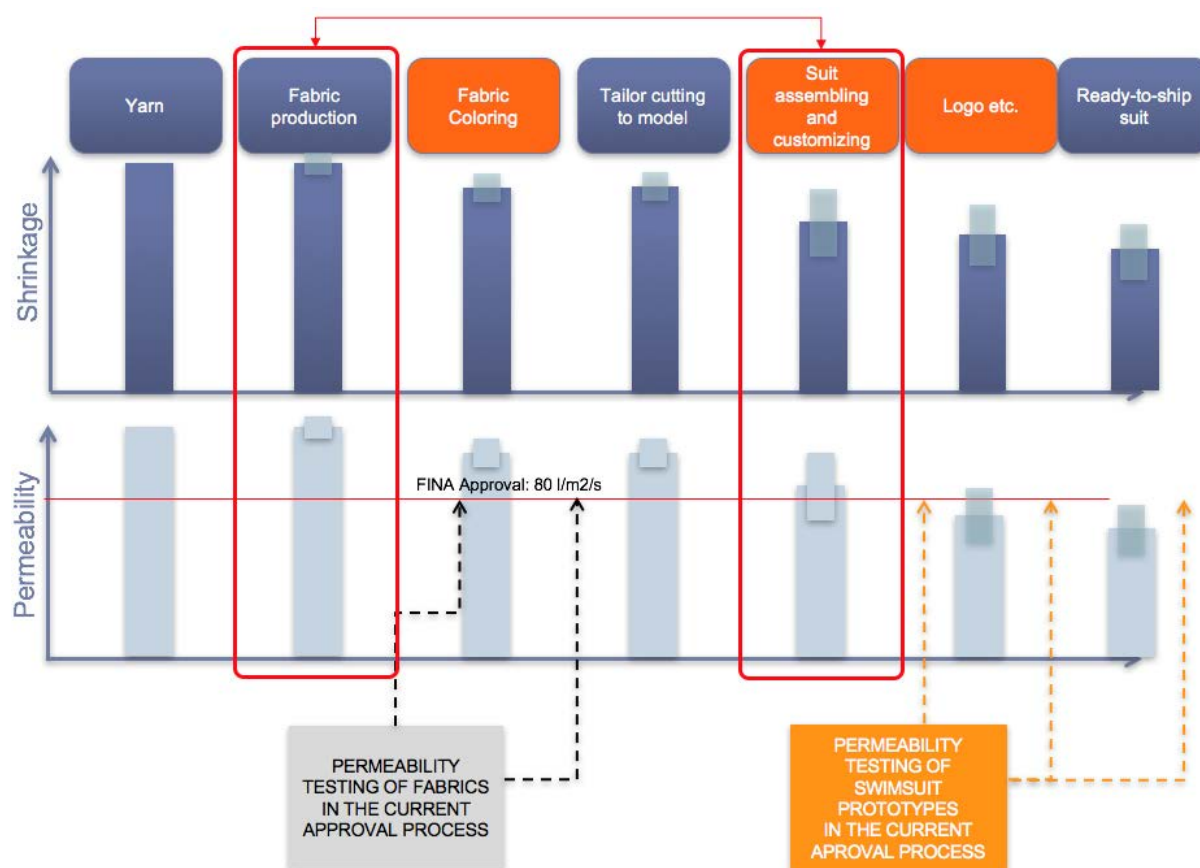 Yarn
Fabric
production
Fabric
Coloring
Tailor cutting
to model
Suit
assembling
and
customizing
Logo etc.
Ready-to-ship
suit
Shrinkage
Permeability
FINA Approval: 80 l/m2/s
PERMEABILITY
TESTING OF FABRICS
IN THE CURRENT
APPROVAL PROCESS
PERMEABILITY
TESTING OF
SWIMSUIT
PROTOTYPES
IN THE CURRENT
APROVAL PROCESS